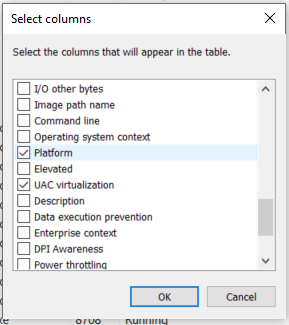 Select columns
Select the columns that will appear in the table.
I/O other bytes
Image path name
Command line
Operating system context
Platform
Elevated
UAC virtualization
Description
Data execution prevention
Enterprise context
DPI Awareness
Power throttling
OK
Cancel
8708 Running